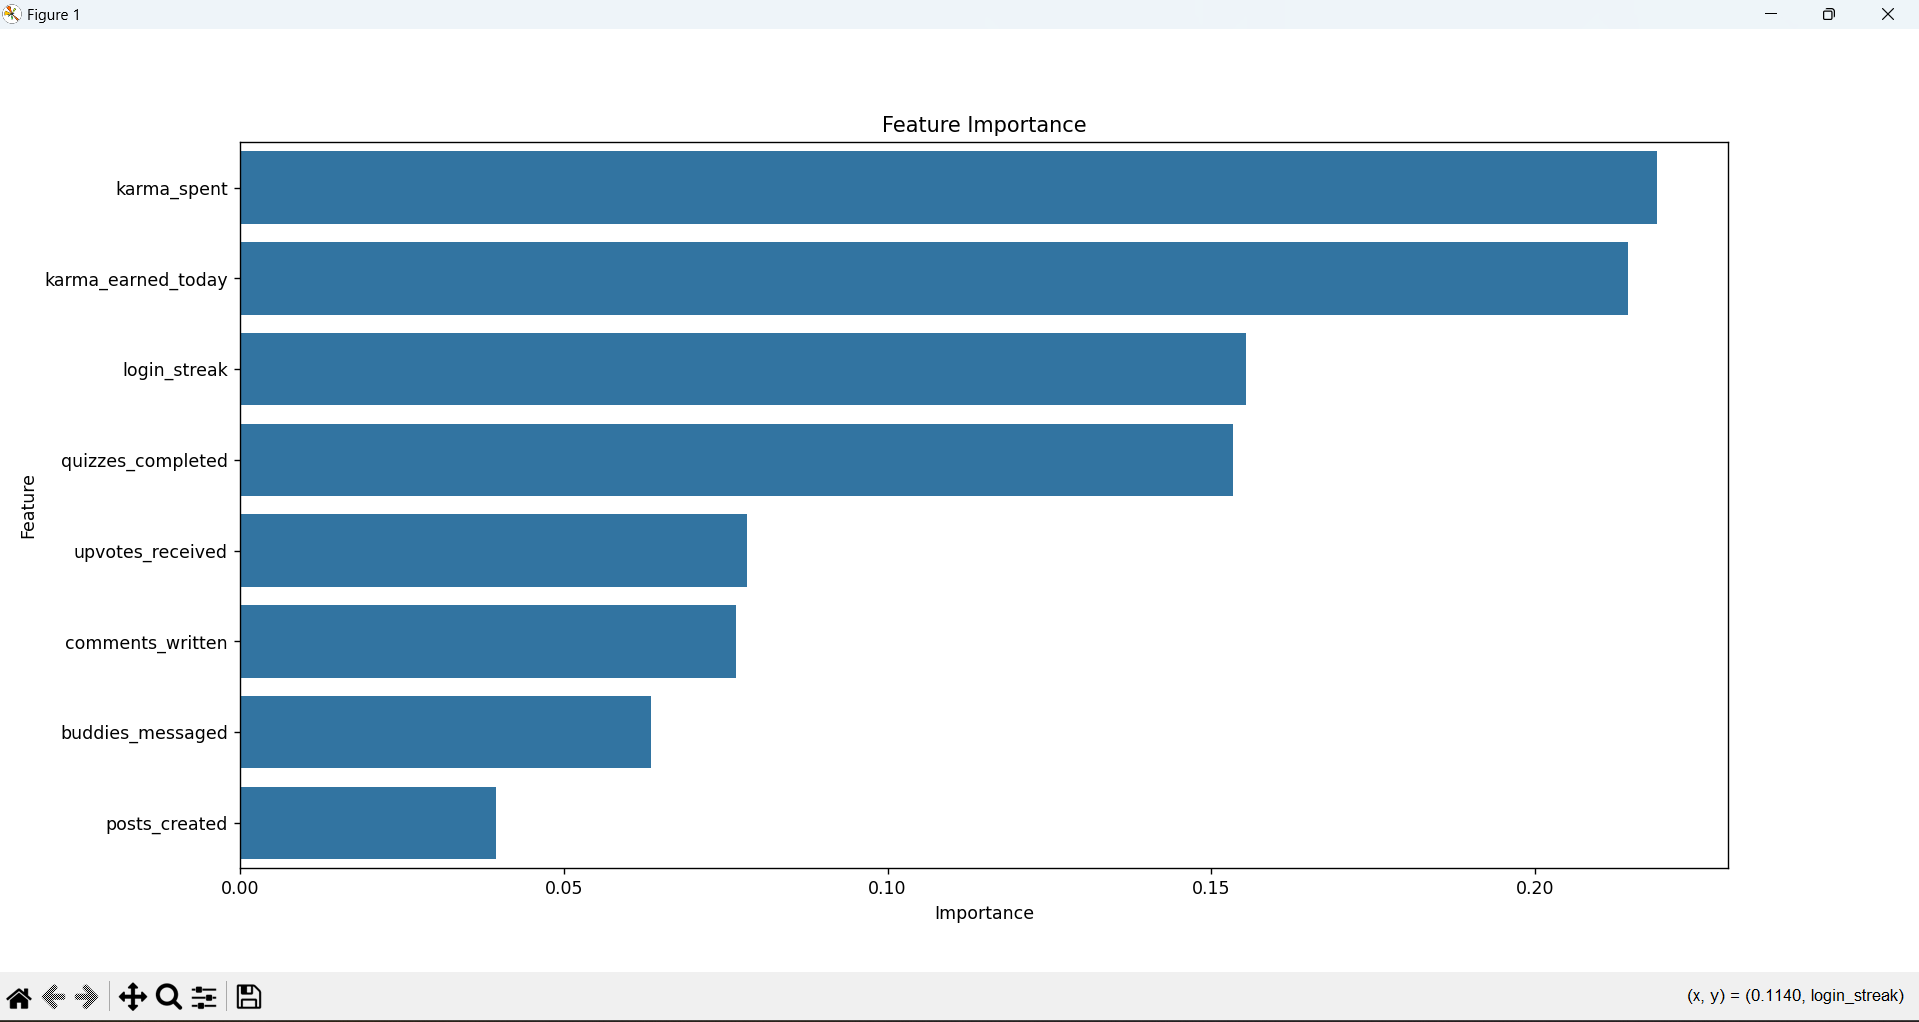 Figure 1
Feature Importance
karma_spent
karma_earned_today
login_streak
quizzes_completed
upvotes_received
comments_written
buddies_messaged
posts_created
Feature
0.00 0.05 0.10 0.15 0.20
Importance
(x, y) = (0.1140, login_streak)